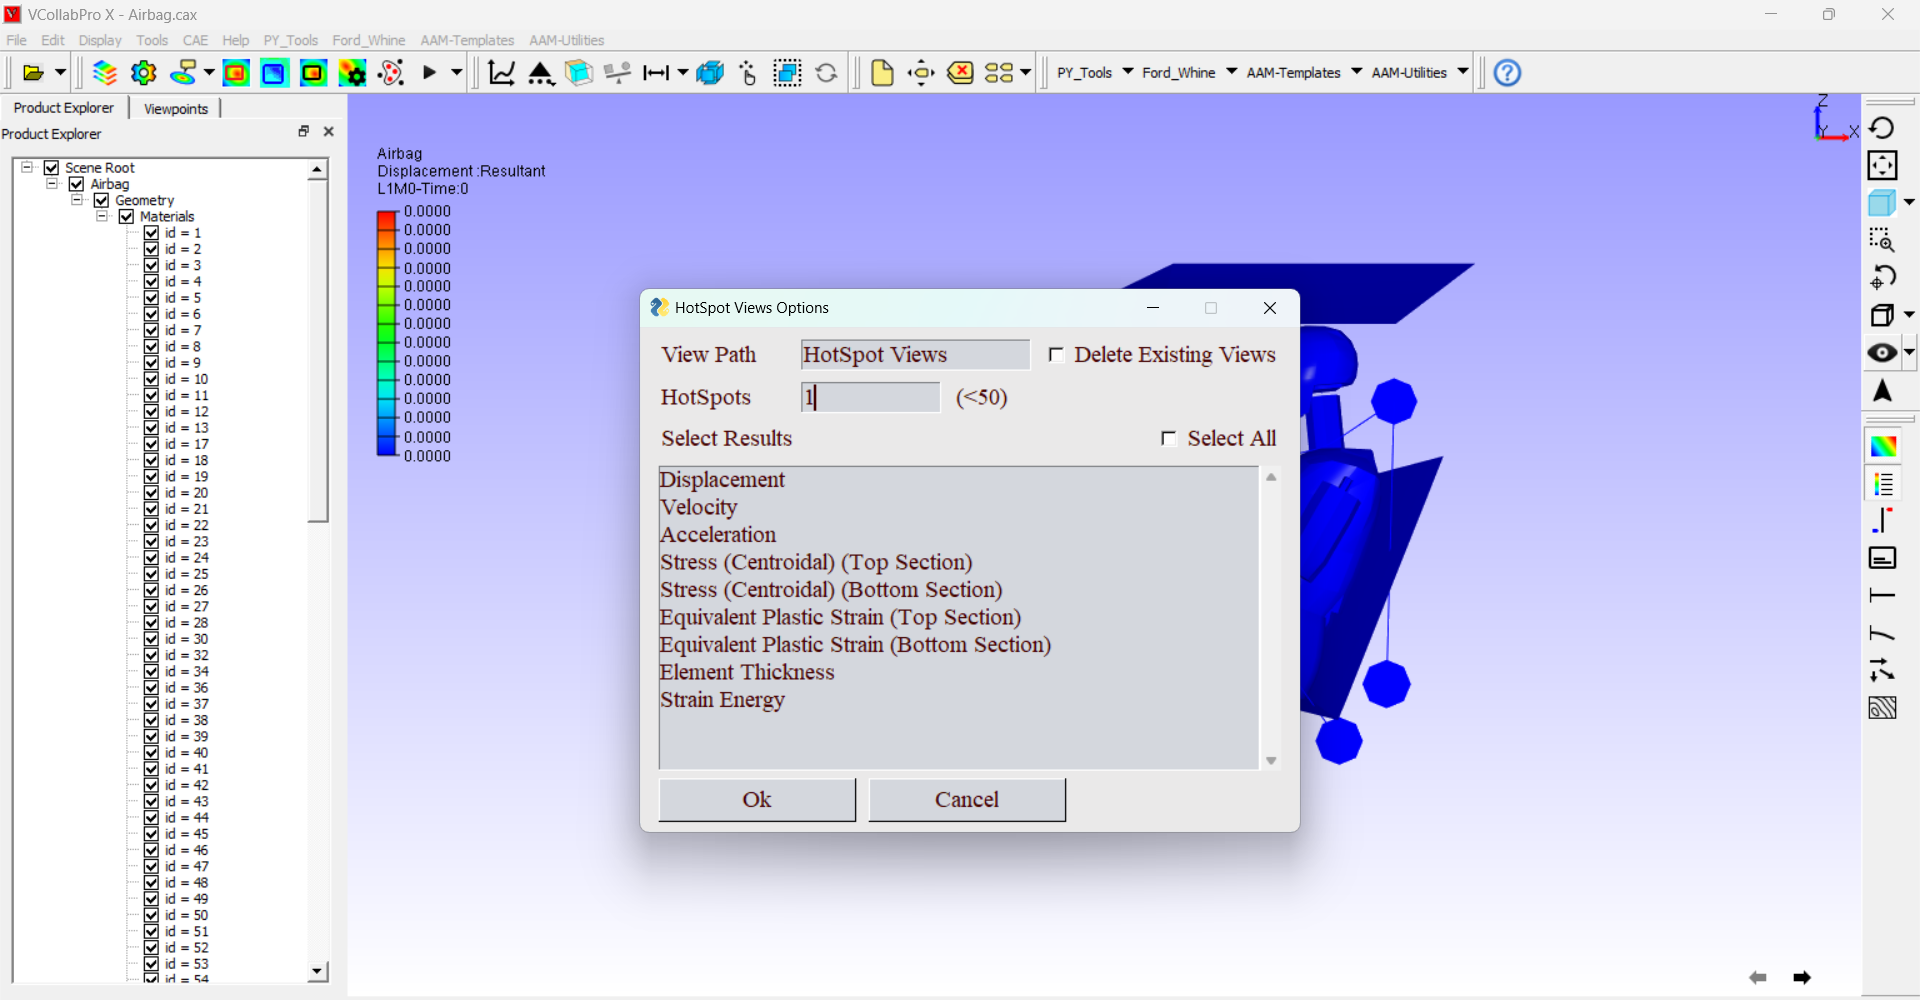 VCollabPro X - Airbag.cax
File Edit Display Tools CAE Help PY_Tools Ford_Whine AAM-Templates AAM-Utilities
PY_Tools Ford_Whine AAM-Templates AAM-Utilities
Product Explorer Viewpoints
Product Explorer
Scene Root
Airbag
Geometry
Materials
id = 1
id = 2
id = 3
id = 4
id = 5
id = 6
id = 7
id = 8
id = 9
id = 10
id = 11
id = 12
id = 13
id = 17
id = 18
id = 19
id = 20
id = 21
id = 22
id = 23
id = 24
id = 25
id = 26
id = 27
id = 28
id = 30
id = 32
id = 34
id = 36
id = 37
id = 38
id = 39
id = 40
id = 41
id = 42
id = 43
id = 44
id = 45
id = 46
id = 47
id = 48
id = 49
id = 50
id = 51
id = 52
id = 53
id = 54
Airbag
Displacement :Resultant
L1M0-Time:0
0.0000
0.0000
0.0000
0.0000
0.0000
0.0000
0.0000
0.0000
0.0000
0.0000
0.0000
0.0000
0.0000
0.0000
Z
Y X
HotSpot Views Options
View Path HotSpot Views Delete Existing Views
HotSpots 1 (<50)
Select Results Select All
Displacement
Velocity
Acceleration
Stress (Centroidal) (Top Section)
Stress (Centroidal) (Bottom Section)
Equivalent Plastic Strain (Top Section)
Equivalent Plastic Strain (Bottom Section)
Element Thickness
Strain Energy
Ok Cancel